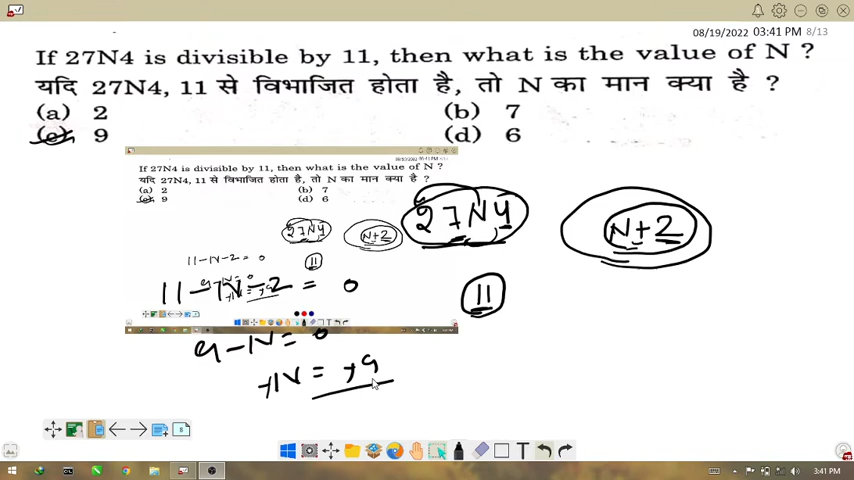 08/19/2022 03:41 PM 8/13
If 27N4 is divisible by 11, then what is the value of N ?
यदि 27N4, 11 से विभाजित होता है, तो N का मान क्या है ?
(a) 2 (b) 7
(c) 9 (d) 6
If 27N4 is divisible by 11, then what is the value of N ?
यदि 27N4, 11 से विभाजित होता है, तो N का मान क्या है ?
(a) 2 (b) 7
(c) 9 (d) 6
27N4 N+2
27N4 N+2
11-N-2=0 11
11-N-2 = 0 11
9-N=0
+N = +9
8
3:41 PM